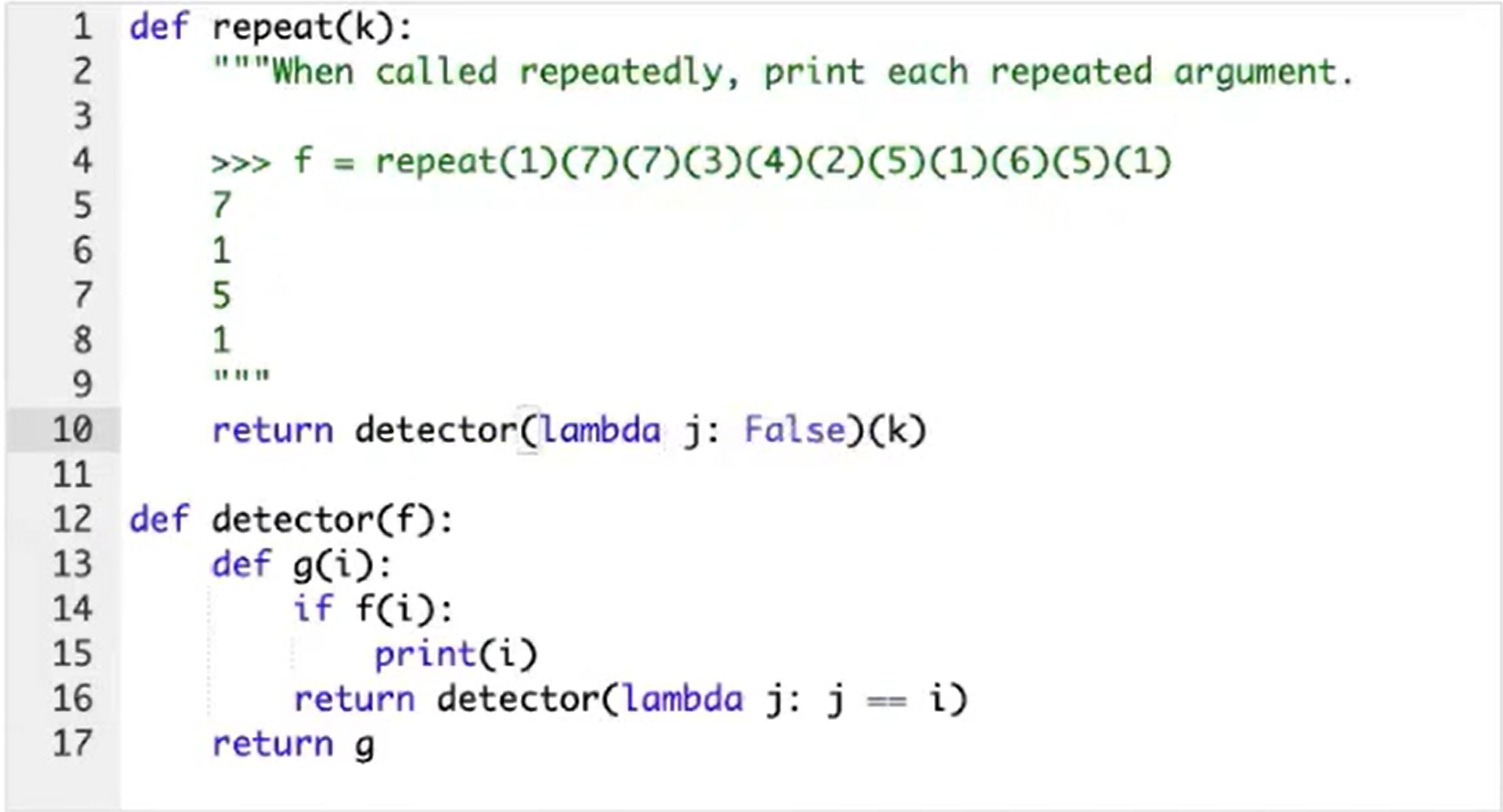 1 def repeat(k):
2     """When called repeatedly, print each repeated argument.
3
4     >>> f = repeat(1)(7)(7)(3)(4)(2)(5)(1)(6)(5)(1)
5     7
6     1
7     5
8     1
9     """
10     return detector(lambda j: False)(k)
11
12 def detector(f):
13     def g(i):
14         if f(i):
15             print(i)
16         return detector(lambda j: j == i)
17     return g